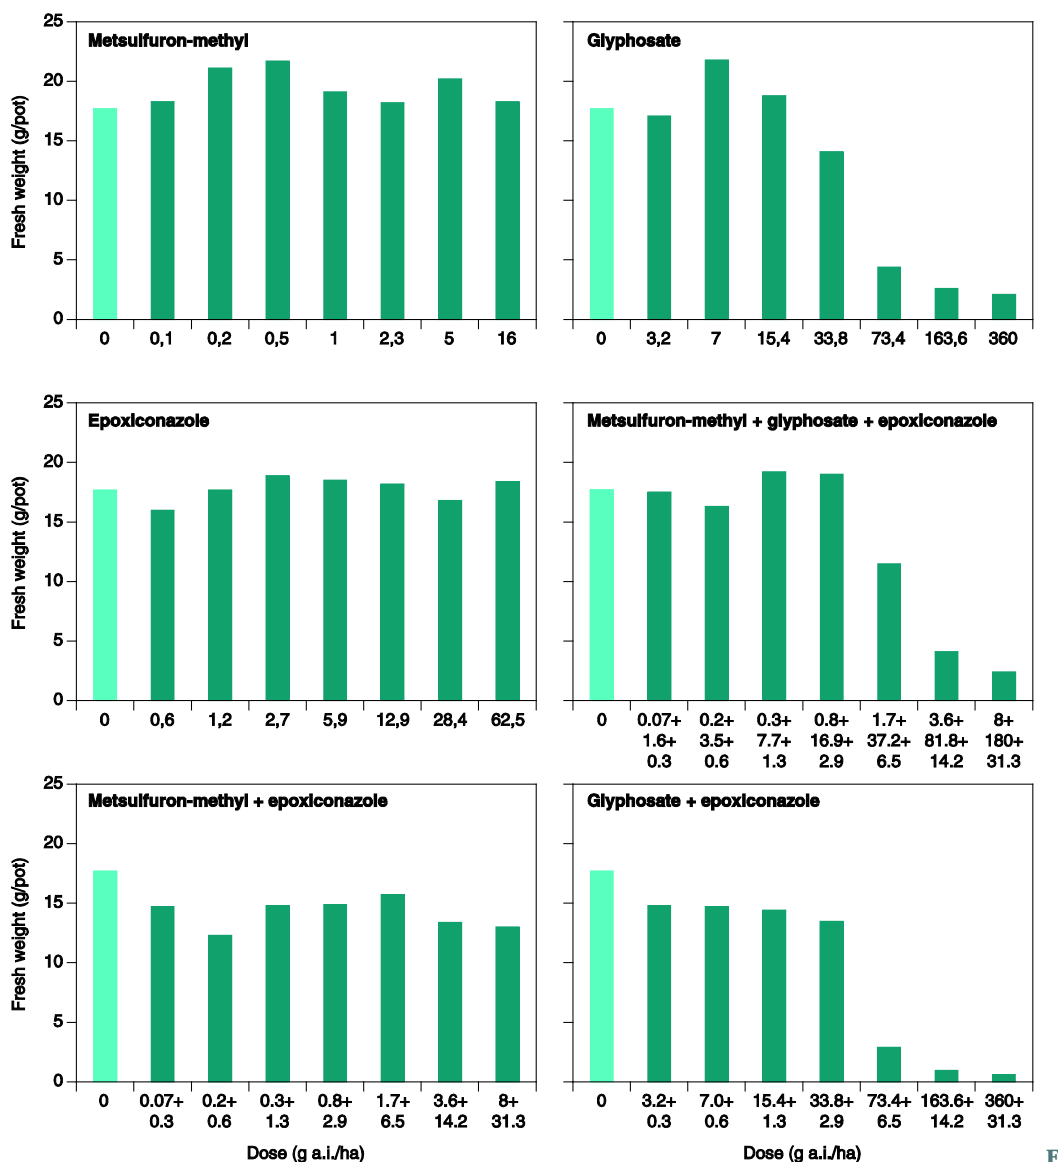 Metsulfuron-methyl
Fresh weight (g/pot)
25
20
15
10
5
0
0 0,1 0,2 0,5 1 2,3 5 16
Glyphosate
0 3,2 7 15,4 33,8 73,4 163,6 360
Epoxiconazole
Fresh weight (g/pot)
25
20
15
10
5
0
0 0,6 1,2 2,7 5,9 12,9 28,4 62,5
Metsulfuron-methyl + glyphosate + epoxiconazole
0 0.07+ 0.2+ 0.3+ 0.8+ 1.7+ 3.6+ 8+
1.6+ 3.5+ 7.7+ 16.9+ 37.2+ 81.8+ 180+
0.3 0.6 1.3 2.9 6.5 14.2 31.3
Metsulfuron-methyl + epoxiconazole
Fresh weight (g/pot)
25
20
15
10
5
0
0 0.07+ 0.2+ 0.3+ 0.8+ 1.7+ 3.6+ 8+
0.3 0.6 1.3 2.9 6.5 14.2 31.3
Dose (g a.i./ha)
Glyphosate + epoxiconazole
0 3.2+ 7.0+ 15.4+ 33.8+ 73.4+ 163.6+ 360+
0.3 0.6 1.3 2.9 6.5 14.2 31.3
Dose (g a.i./ha)